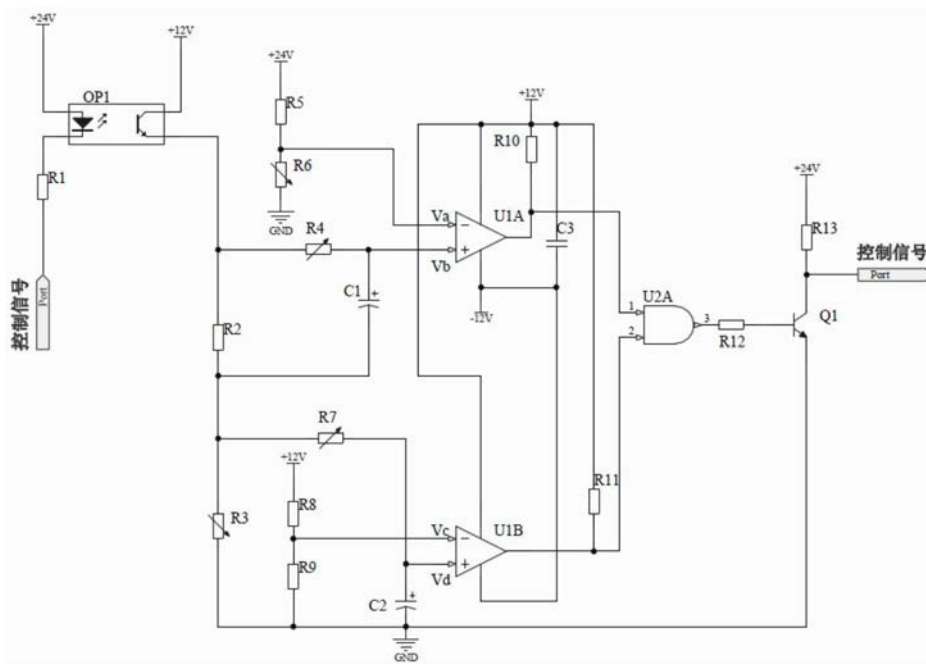 +24V
+12V
OP1
R1
控制信号
Port
+24V
R5
R6
GND
R4
Va
Vb
U1A
C1
R2
+12V
R10
C3
-12V
+24V
R13
控制信号
Port
U2A
1
2
3
R12
Q1
R7
+12V
R8
R3
R9
Vc
Vd
U1B
R11
C2
GND